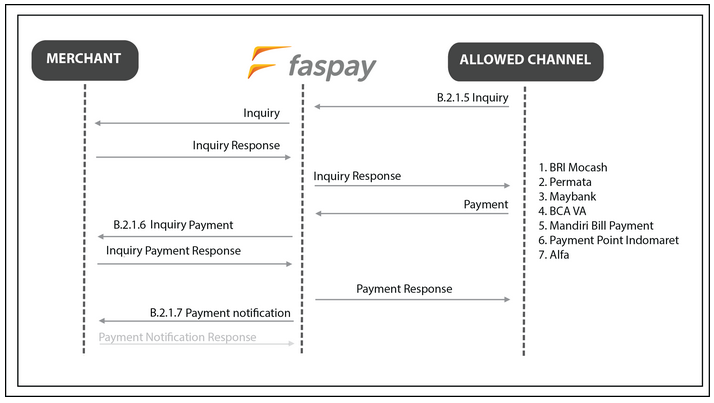 MERCHANT
faspay
ALLOWED CHANNEL
B.2.1.5 Inquiry
Inquiry
Inquiry Response
Inquiry Response
Payment
B.2.1.6 Inquiry Payment
Inquiry Payment Response
Payment Response
B.2.1.7 Payment notification
Payment Notification Response
1. BRI Mocash
2. Permata
3. Maybank
4. BCA VA
5. Mandiri Bill Payment
6. Payment Point Indomaret
7. Alfa